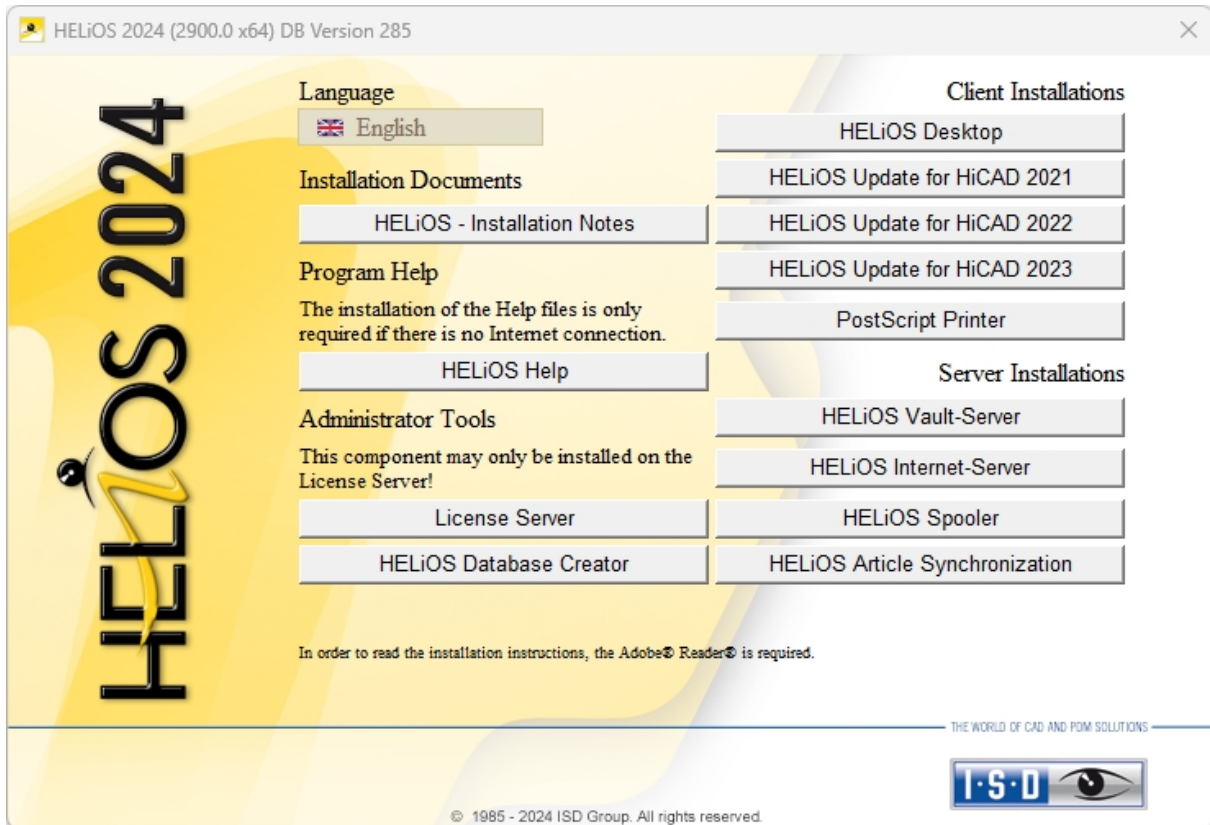 HELiOS 2024 (2900.0 x64) DB Version 285
HELiOS 2024
Language
English
Installation Documents
HELiOS - Installation Notes
Program Help
The installation of the Help files is only
required if there is no Internet connection.
HELiOS Help
Administrator Tools
This component may only be installed on the
License Server!
License Server
HELiOS Database Creator
Client Installations
HELiOS Desktop
HELiOS Update for HiCAD 2021
HELiOS Update for HiCAD 2022
HELiOS Update for HiCAD 2023
PostScript Printer
Server Installations
HELiOS Vault-Server
HELiOS Internet-Server
HELiOS Spooler
HELiOS Article Synchronization
In order to read the installation instructions, the Adobe® Reader® is required.
THE WORLD OF CAD AND PDM SOLUTIONS
I·S·D
© 1985 - 2024 ISD Group. All rights reserved.